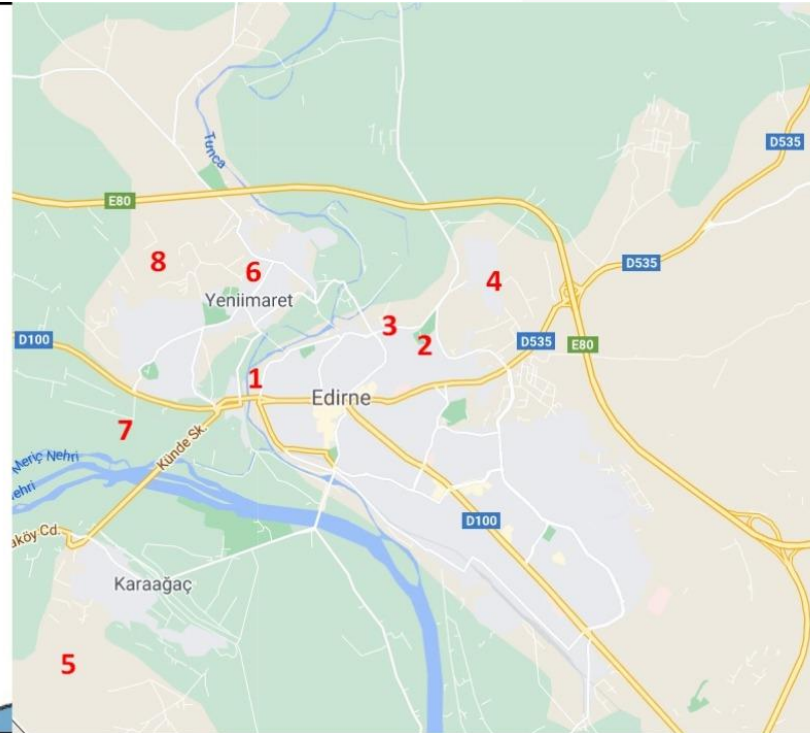 Tunca
D535
E80
8
6
4
D535
Yeniimaret
3
D100
2
D535
E80
1
Edirne
7
Künde Sk.
Meriç Nehri
ehri
D100
aköy Cd.
Karaağaç
5